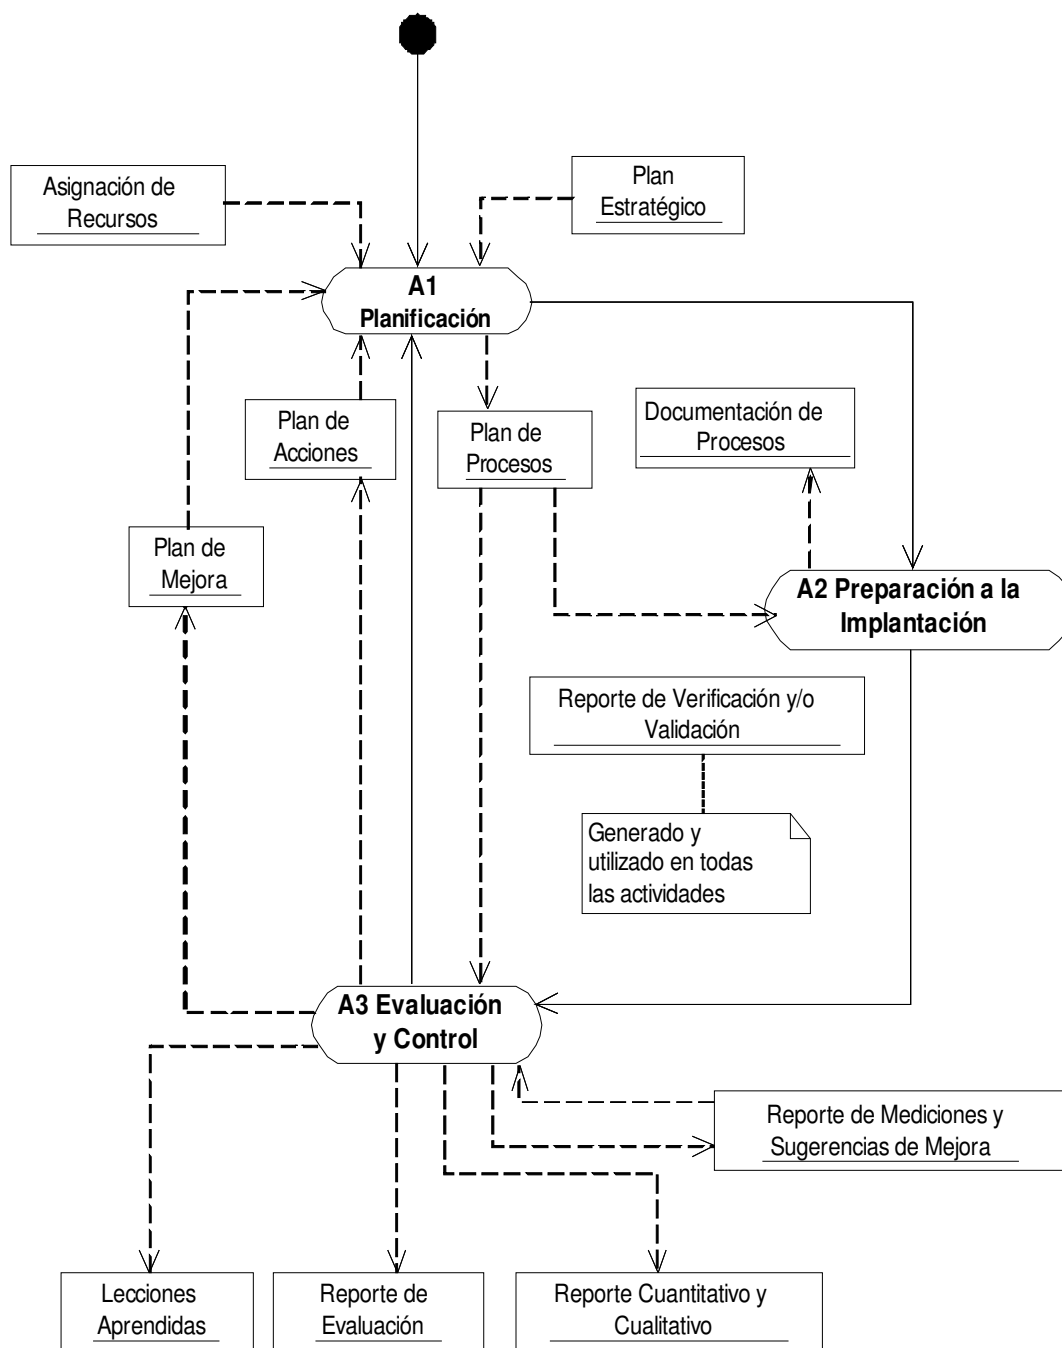 Asignación de
Recursos
Plan
Estratégico
A1
Planificación
Plan de
Acciones
Plan de
Procesos
Documentación de
Procesos
Plan de
Mejora
A2 Preparación a la
Implantación
Reporte de Verificación y/o
Validación
Generado y
utilizado en todas
las actividades
A3 Evaluación
y Control
Reporte de Mediciones y
Sugerencias de Mejora
Lecciones
Aprendidas
Reporte de
Evaluación
Reporte Cuantitativo y
Cualitativo